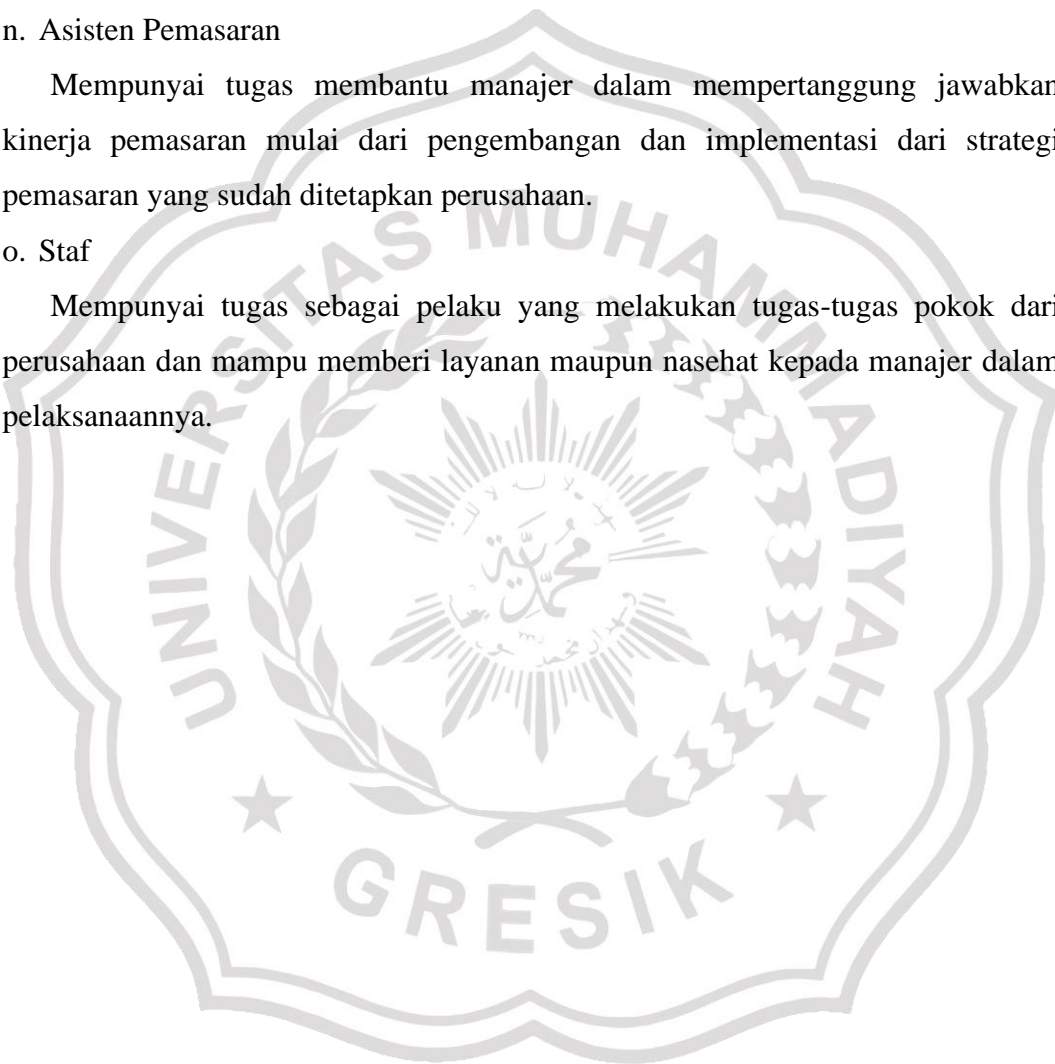 n. Asisten Pemasaran
Mempunyai tugas membantu manajer dalam mempertanggung jawabkan
kinerja pemasaran mulai dari pengembangan dan implementasi dari strategi
pemasaran yang sudah ditetapkan perusahaan.
o. Staf
Mempunyai tugas sebagai pelaku yang melakukan tugas-tugas pokok dari
perusahaan dan mampu memberi layanan maupun nasehat kepada manajer dalam
pelaksanaannya.
UNIVERSITAS MUHAMMADIYAH
GRESIK